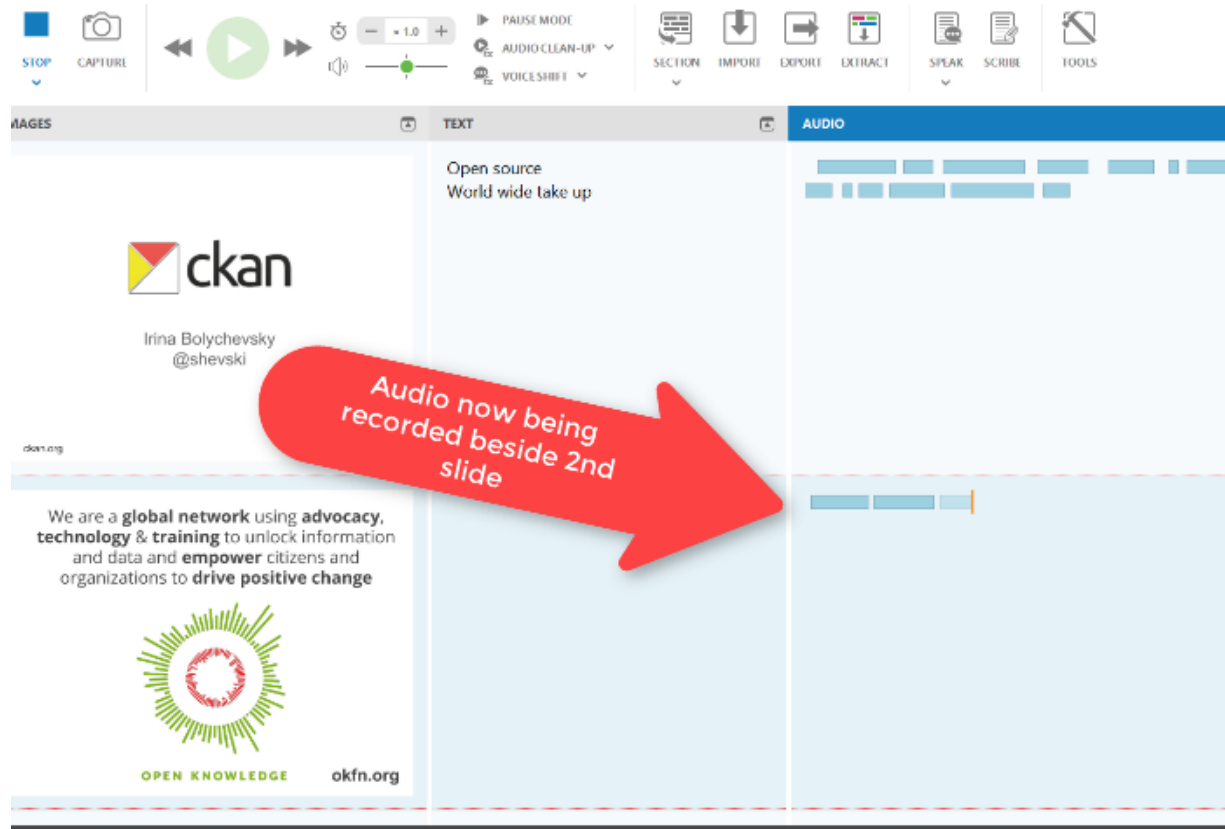 STOP
CAPTURE
× 1.0
PAUSE MODE
AUDIO CLEAN-UP
VOICE SHIFT
SECTION
IMPORT
EXPORT
EXTRACT
SPEAK
SCRIBE
TOOLS
MAGES
TEXT
AUDIO
Open source
World wide take up
ckan
Irina Bolychevsky
@shevski
ckan.org
Audio now being
recorded beside 2nd
slide
We are a global network using advocacy,
technology & training to unlock information
and data and empower citizens and
organizations to drive positive change
OPEN KNOWLEDGE
okfn.org